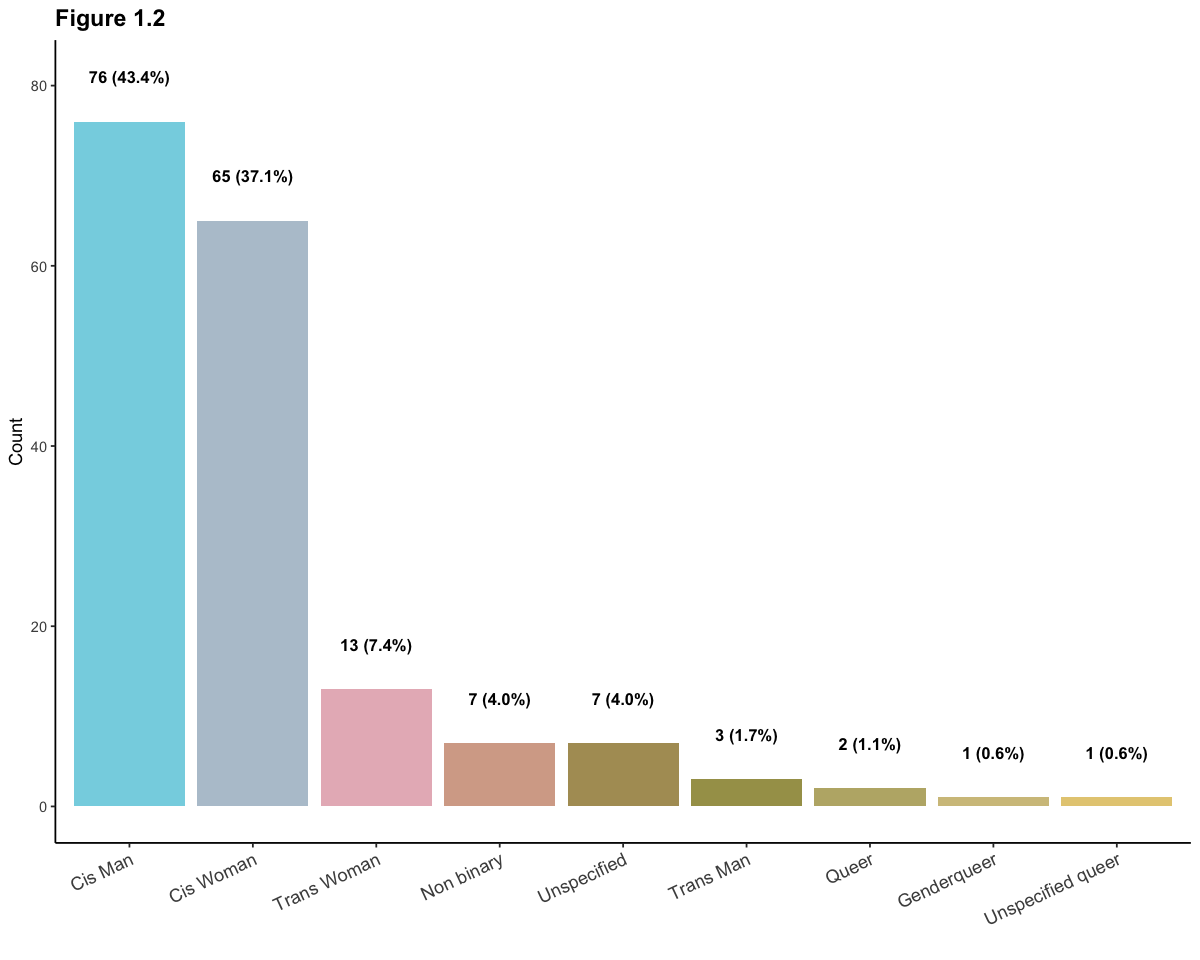 Figure 1.2
Count
80
60
40
20
0
76 (43.4%)
65 (37.1%)
13 (7.4%)
7 (4.0%)
7 (4.0%)
3 (1.7%)
2 (1.1%)
1 (0.6%)
1 (0.6%)
Cis Man
Cis Woman
Trans Woman
Non binary
Unspecified
Trans Man
Queer
Genderqueer
Unspecified queer